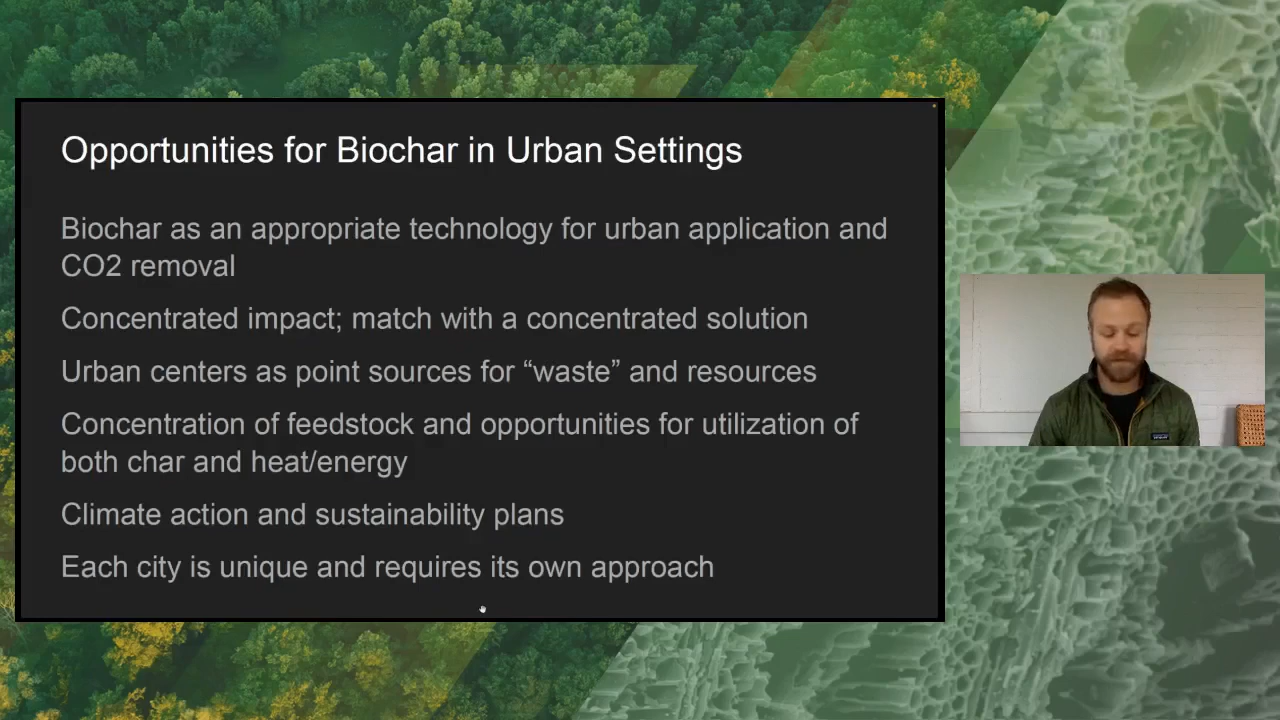 Opportunities for Biochar in Urban Settings
Biochar as an appropriate technology for urban application and
CO2 removal
Concentrated impact; match with a concentrated solution
Urban centers as point sources for “waste” and resources
Concentration of feedstock and opportunities for utilization of
both char and heat/energy
Climate action and sustainability plans
Each city is unique and requires its own approach